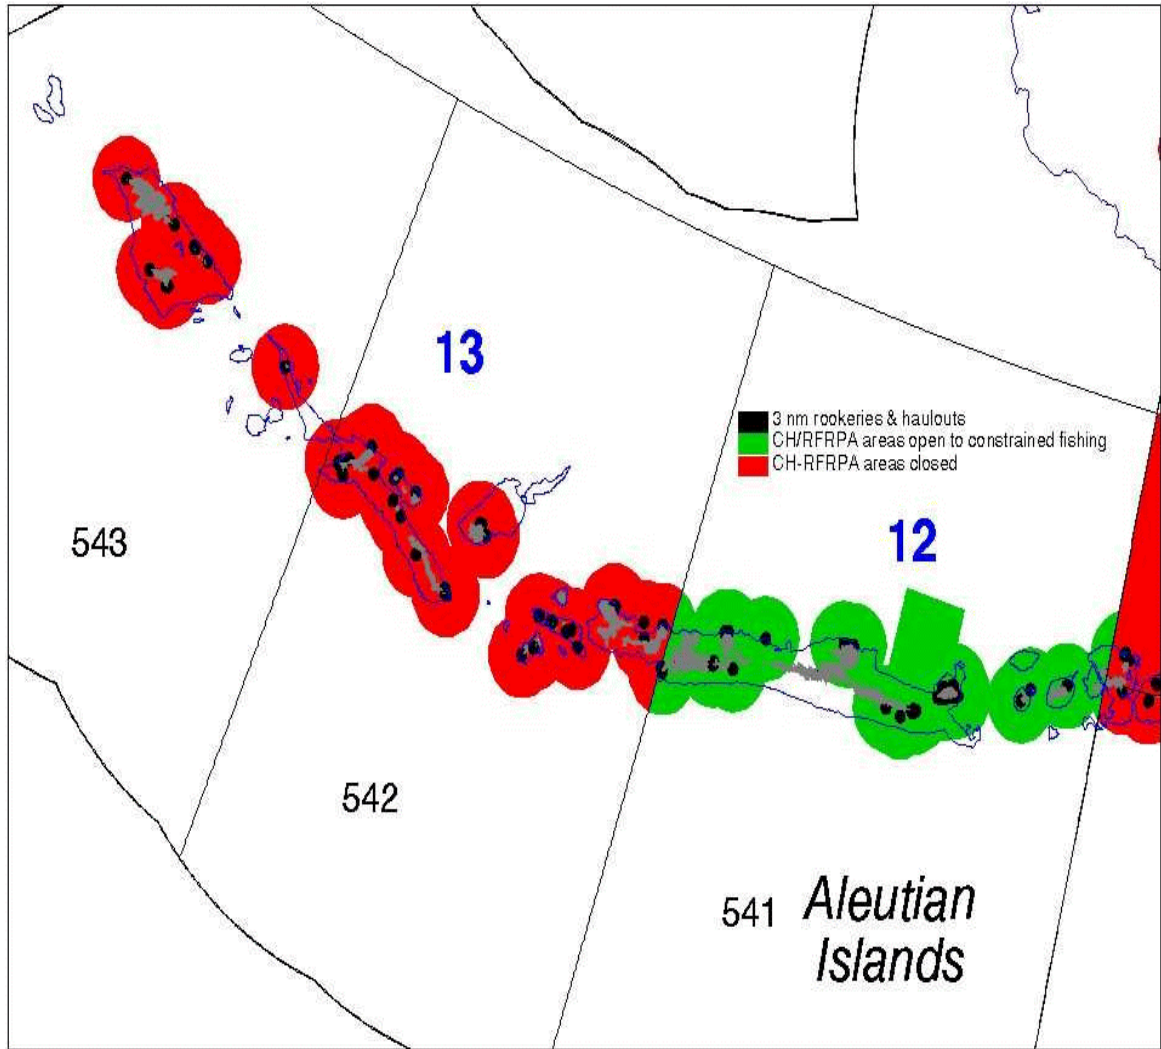 13
3 nm rookeries & haulouts
CH/RFRPA areas open to constrained fishing
CH-RFRPA areas closed
12
543
542
541
Aleutian
Islands